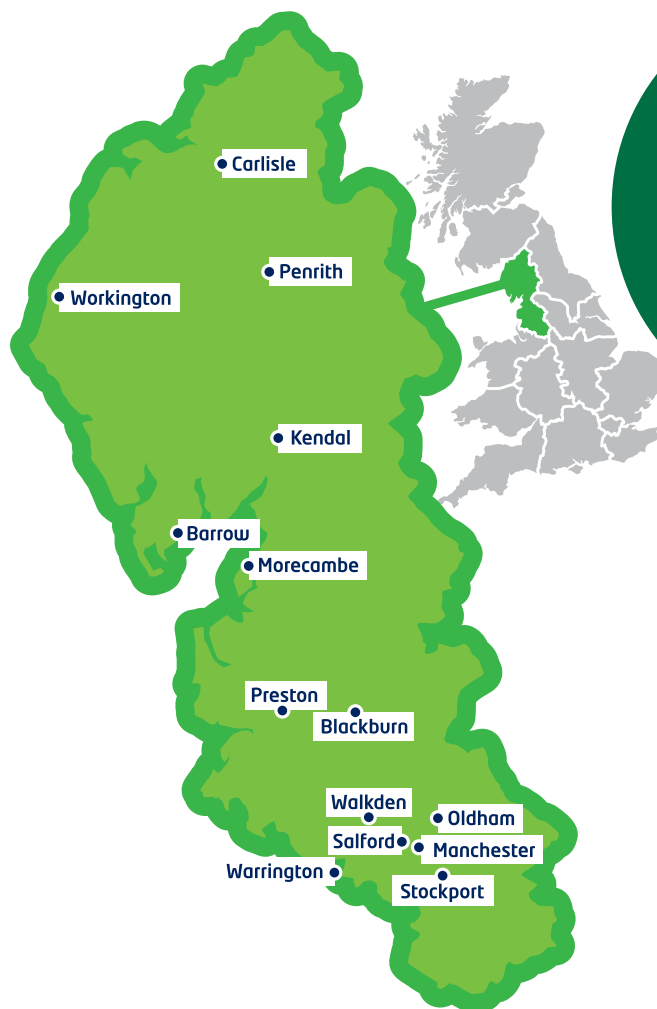 Carlisle
Penrith
Workington
Kendal
Barrow
Morecambe
Preston
Blackburn
Walkden
Oldham
Salford
Manchester
Warrington
Stockport